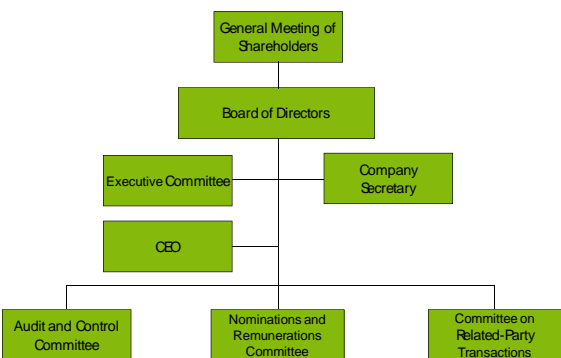 General Meeting of
Shareholders
Board of Directors
Executive Committee
Company
Secretary
CEO
Audit and Control
Committee
Nominations and
Remunerations
Committee
Committee on
Related-Party
Transactions